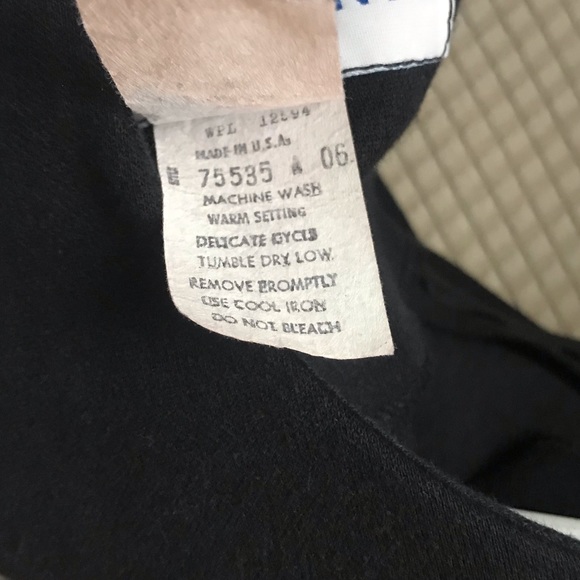 WPL 12894
MADE IN U.S.A.
75535 A 06
MACHINE WASH
WARM SETTING
DELICATE CYCLE
TUMBLE DRY LOW
REMOVE PROMPTLY
USE COOL IRON
DO NOT BLEACH